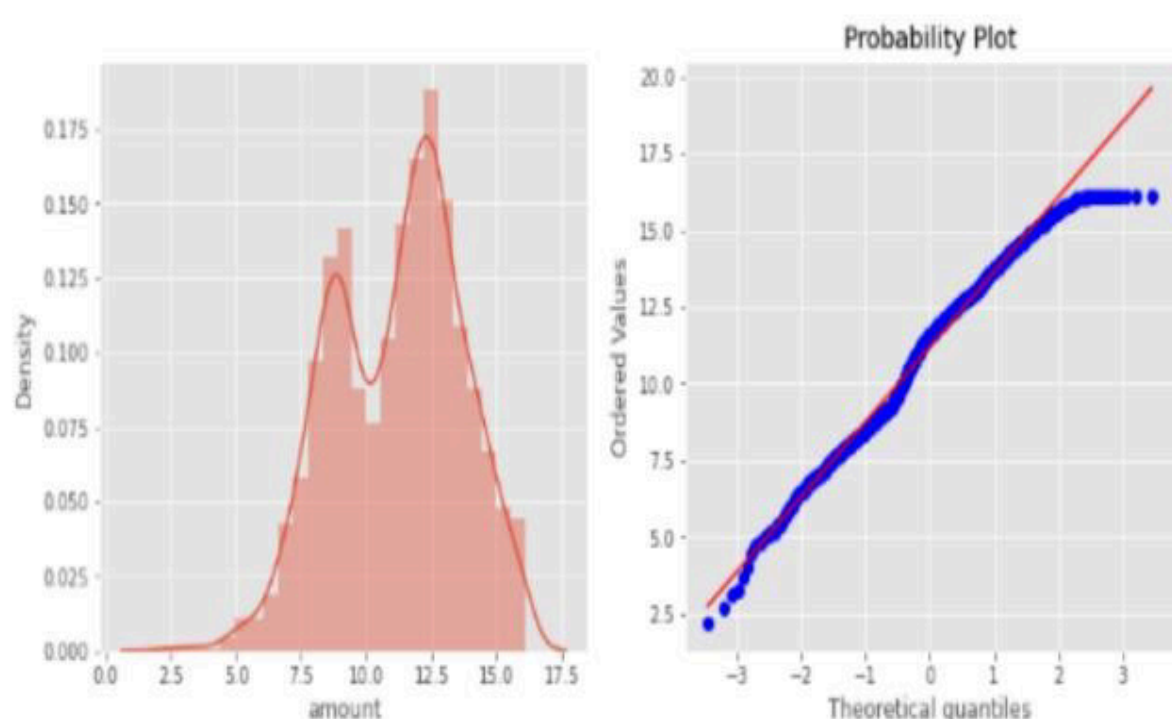 Density
0.175
0.150
0.125
0.100
0.075
0.050
0.025
0.000
0.0 2.5 5.0 7.5 10.0 12.5 15.0 17.5
amount
Probability Plot
Ordered Values
20.0
17.5
15.0
12.5
10.0
7.5
5.0
2.5
−3 −2 −1 0 1 2 3
Theoretical quantiles